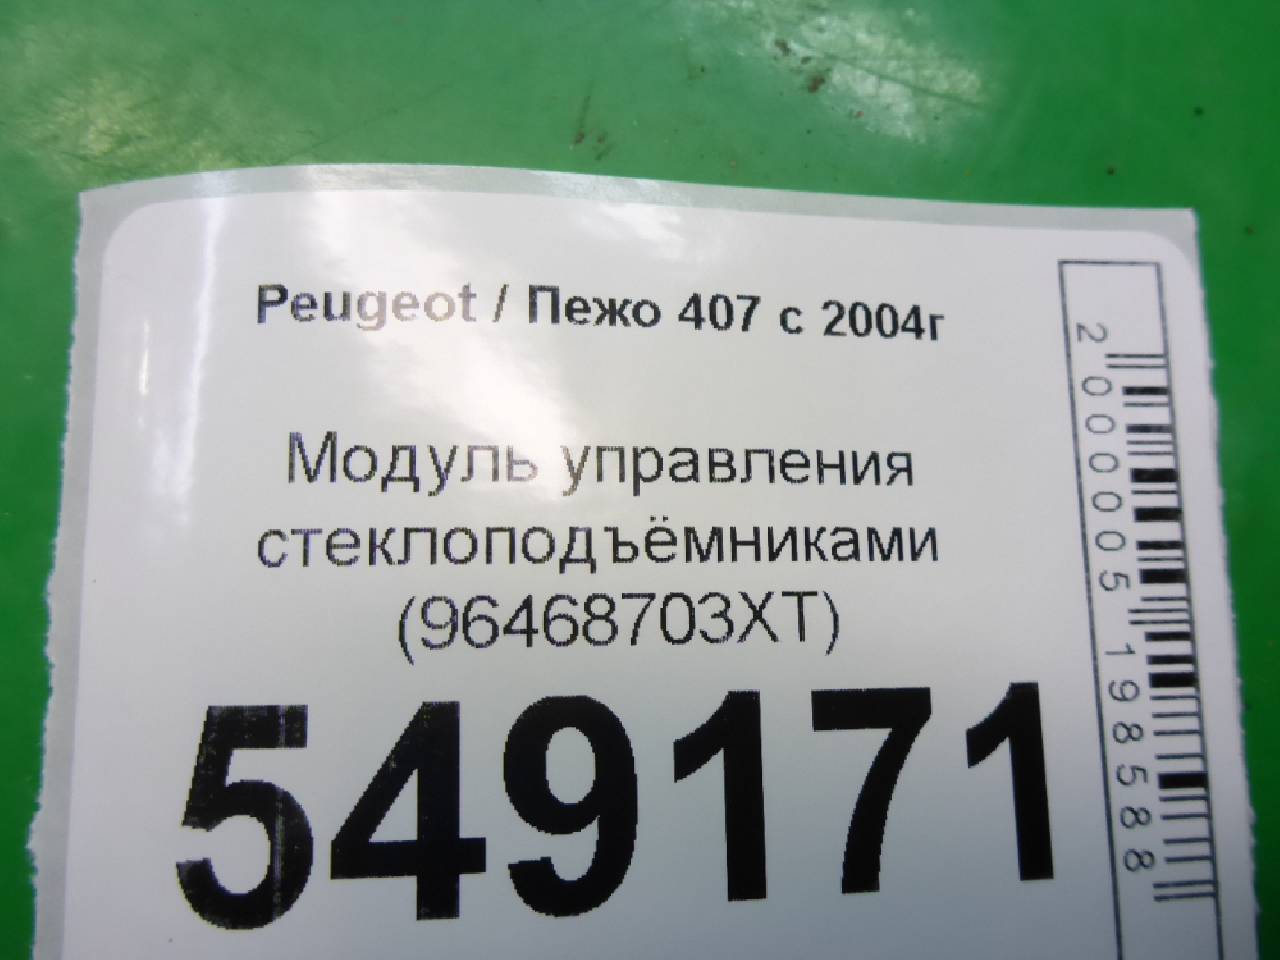 Peugeot / Пежо 407 с 2004г
Модуль управления
стеклоподъёмниками
(96468703XT)
549171
2000005198588